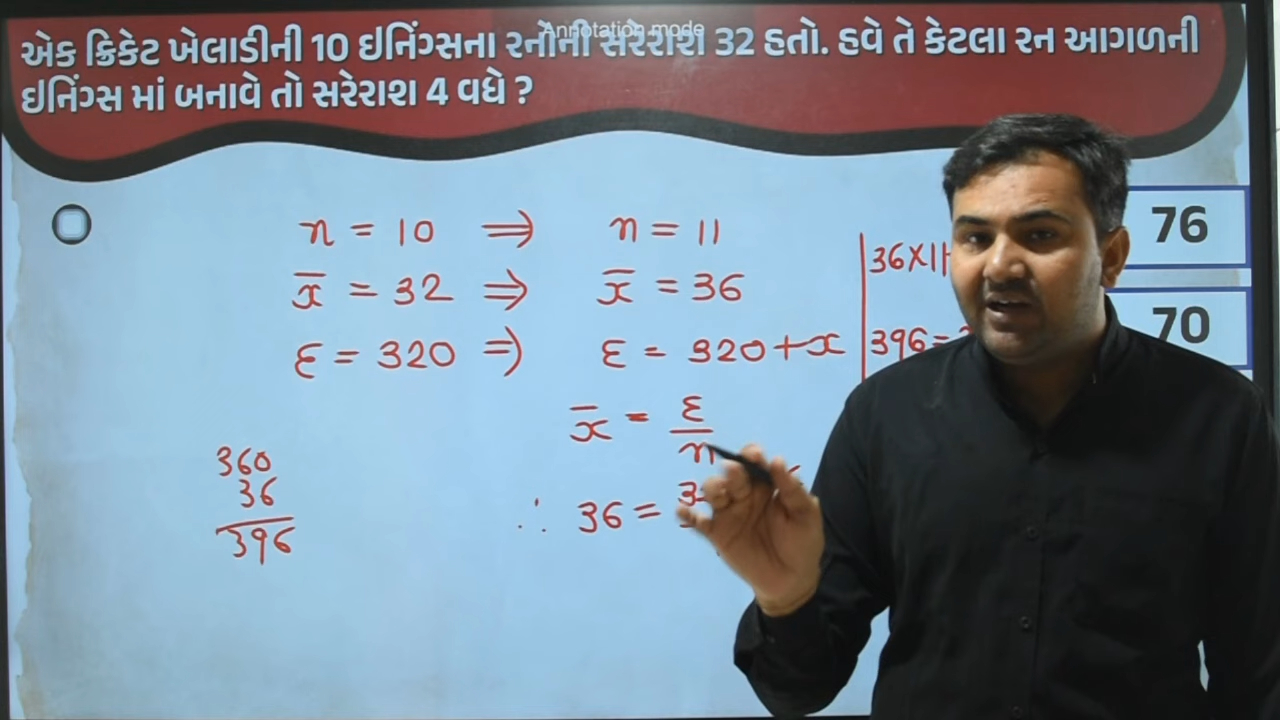 Annotation mode
એક ક્રિકેટ ખેલાડીની 10 ઇનિંગ્સના રનોની સરેરાશ 32 હતો. હવે તે કેટલા રન આગળની
ઇનિંગ્સ માં બનાવે તો સરેરાશ 4 વધે ?
n = 10 ⇒ n = 11
x̄ = 32 ⇒ x̄ = 36
Σ = 320 ⇒ Σ = 320 + x
36×11
396 =
x̄ = Σ/n
∴ 36 =
360
36
396
76
70